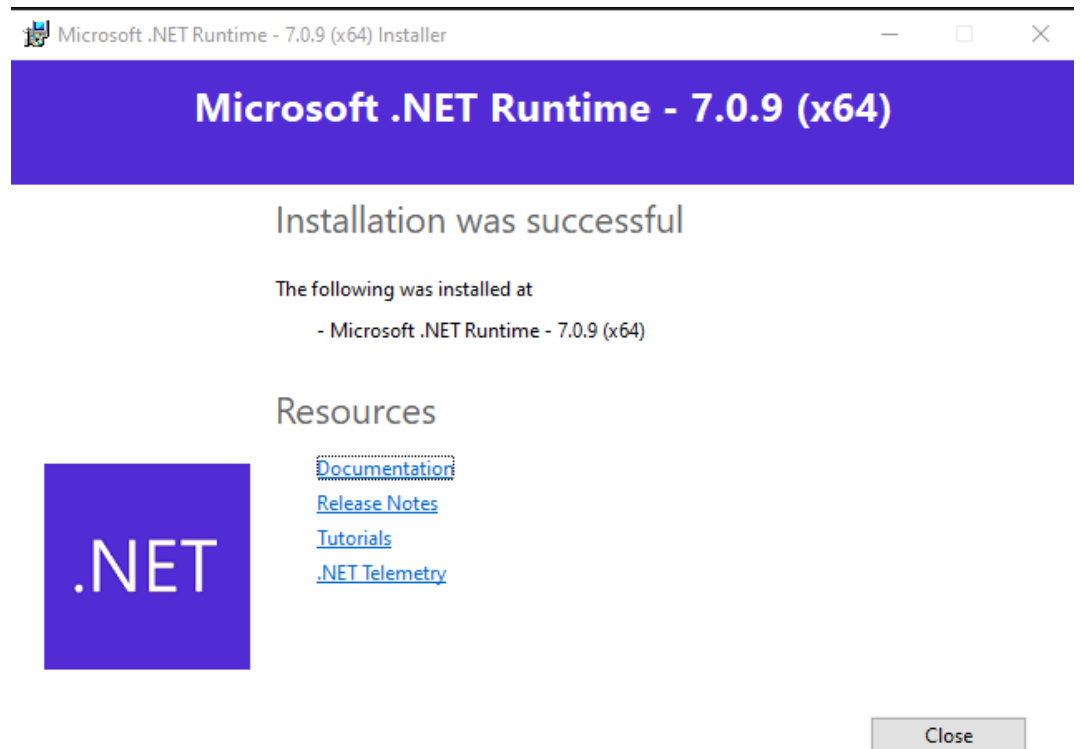 Microsoft .NET Runtime - 7.0.9 (x64) Installer
Microsoft .NET Runtime - 7.0.9 (x64)
Installation was successful
The following was installed at
- Microsoft .NET Runtime - 7.0.9 (x64)
Resources
Documentation
Release Notes
Tutorials
.NET Telemetry
.NET
Close